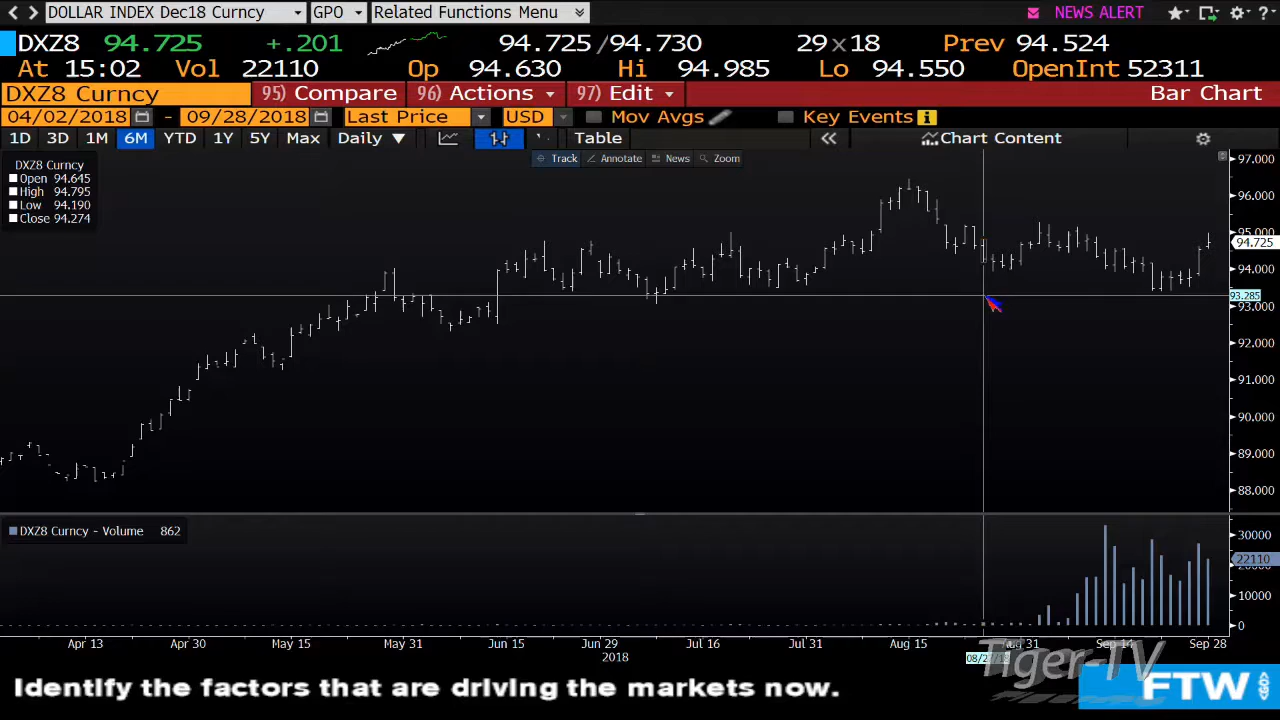 DOLLAR INDEX Dec18 Curncy GPO Related Functions Menu NEWS ALERT ?
DXZ8 94.725 +.201 94.725/94.730 29x18 Prev 94.524
At 15:02 Vol 22110 Op 94.630 Hi 94.985 Lo 94.550 OpenInt 52311
DXZ8 Curncy 95) Compare 96) Actions 97) Edit Bar Chart
04/02/2018 - 09/28/2018 Last Price USD Mov Avgs Key Events i
1D 3D 1M 6M YTD 1Y 5Y Max Daily Table « Chart Content
Track Annotate News Zoom
DXZ8 Curncy
Open 94.645
High 94.795
Low 94.190
Close 94.274
97.000
96.000
95.000
94.725
94.000
93.285
93.000
92.000
91.000
90.000
89.000
88.000
DXZ8 Curncy - Volume 862
30000
22110
20000
10000
0
Apr 13 Apr 30 May 15 May 31 Jun 15 Jun 29 Jul 16 Jul 31 Aug 15 Aug 31 Sep 14 Sep 28
2018
Tiger-TV
Identify the factors that are driving the markets now.
FTW